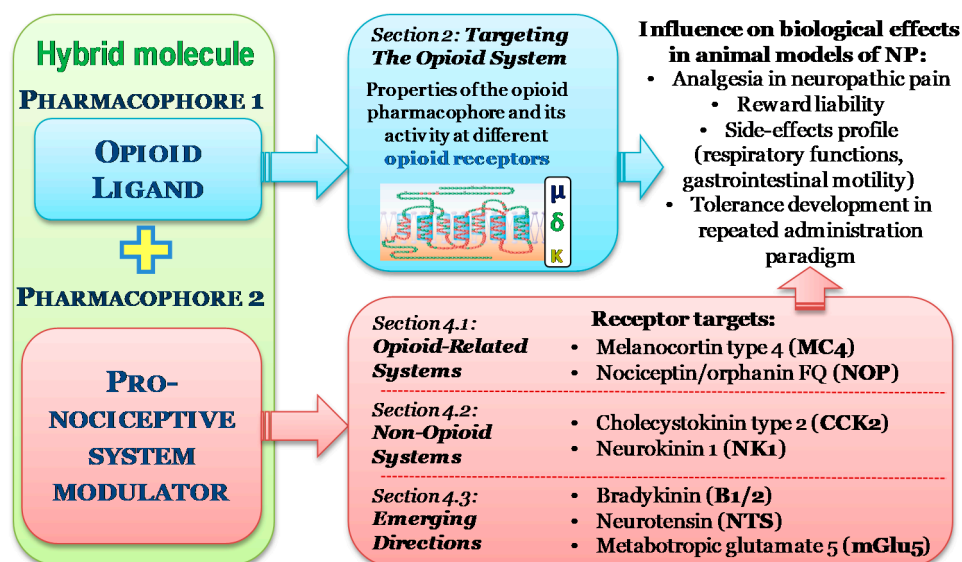 Hybrid molecule
PHARMACOPHORE 1
OPIOID
LIGAND
PHARMACOPHORE 2
PRO-
NOCICEPTIVE
SYSTEM
MODULATOR
Section 2: Targeting
The Opioid System
Properties of the opioid
pharmacophore and its
activity at different
opioid receptors
μ
δ
κ
Influence on biological effects
in animal models of NP:
• Analgesia in neuropathic pain
• Reward liability
• Side-effects profile
(respiratory functions,
gastrointestinal motility)
• Tolerance development in
repeated administration
paradigm
Section 4.1:
Opioid-Related
Systems
Receptor targets:
• Melanocortin type 4 (MC4)
• Nociceptin/orphanin FQ (NOP)
Section 4.2:
Non-Opioid
Systems
• Cholecystokinin type 2 (CCK2)
• Neurokinin 1 (NK1)
Section 4.3:
Emerging
Directions
• Bradykinin (B1/2)
• Neurotensin (NTS)
• Metabotropic glutamate 5 (mGlu5)